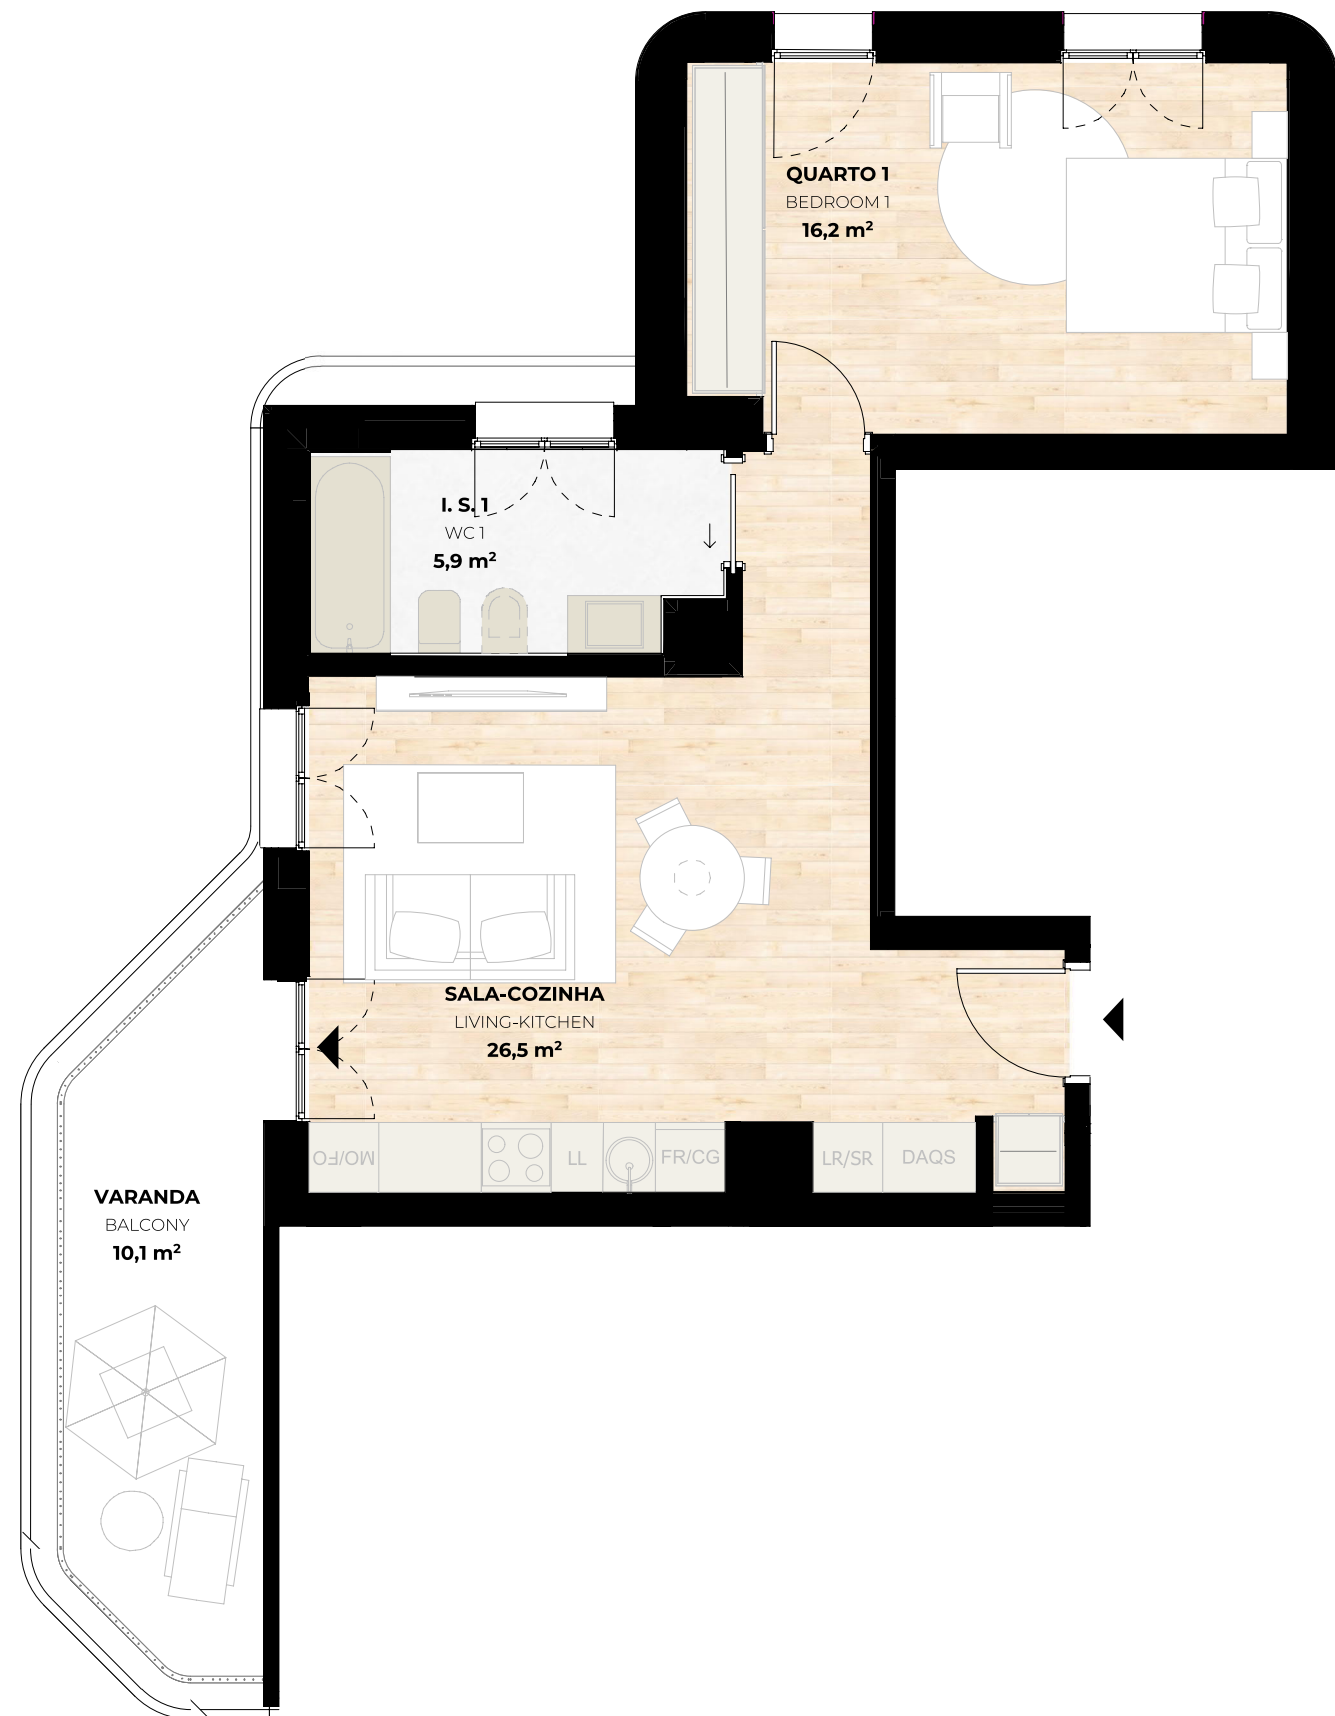 QUARTO 1
BEDROOM 1
16,2 m²
I. S. 1
WC 1
5,9 m²
SALA-COZINHA
LIVING-KITCHEN
26,5 m²
MO/FO
LL
FR/CG
LR/SR
DAQS
VARANDA
BALCONY
10,1 m²